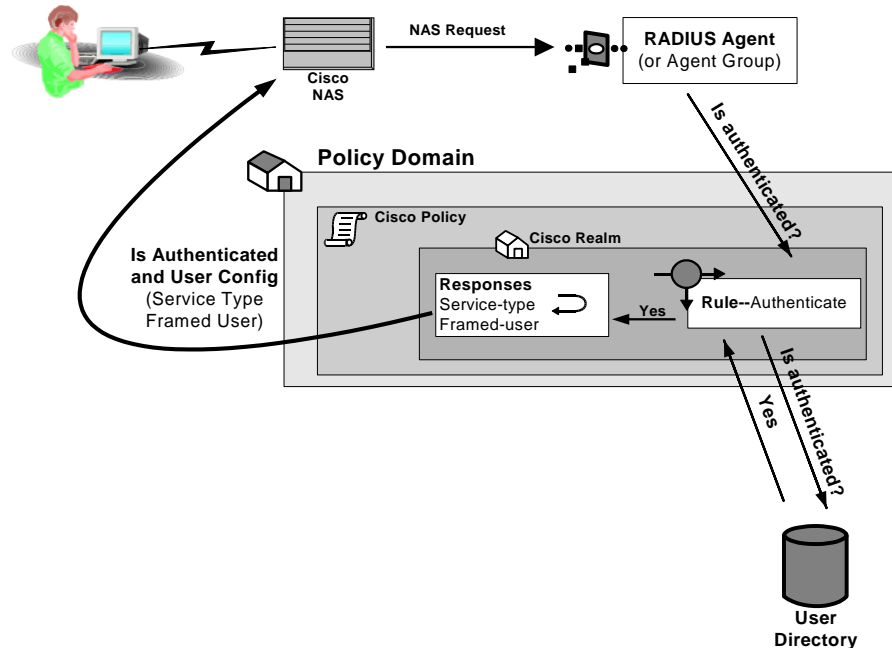 NAS Request
RADIUS Agent
(or Agent Group)
Cisco
NAS
Is authenticated?
Policy Domain
Cisco Policy
Cisco Realm
Is Authenticated
and User Config
(Service Type
Framed User)
Responses
Service-type
Framed-user
Yes
Rule--Authenticate
Yes
Is authenticated?
User
Directory